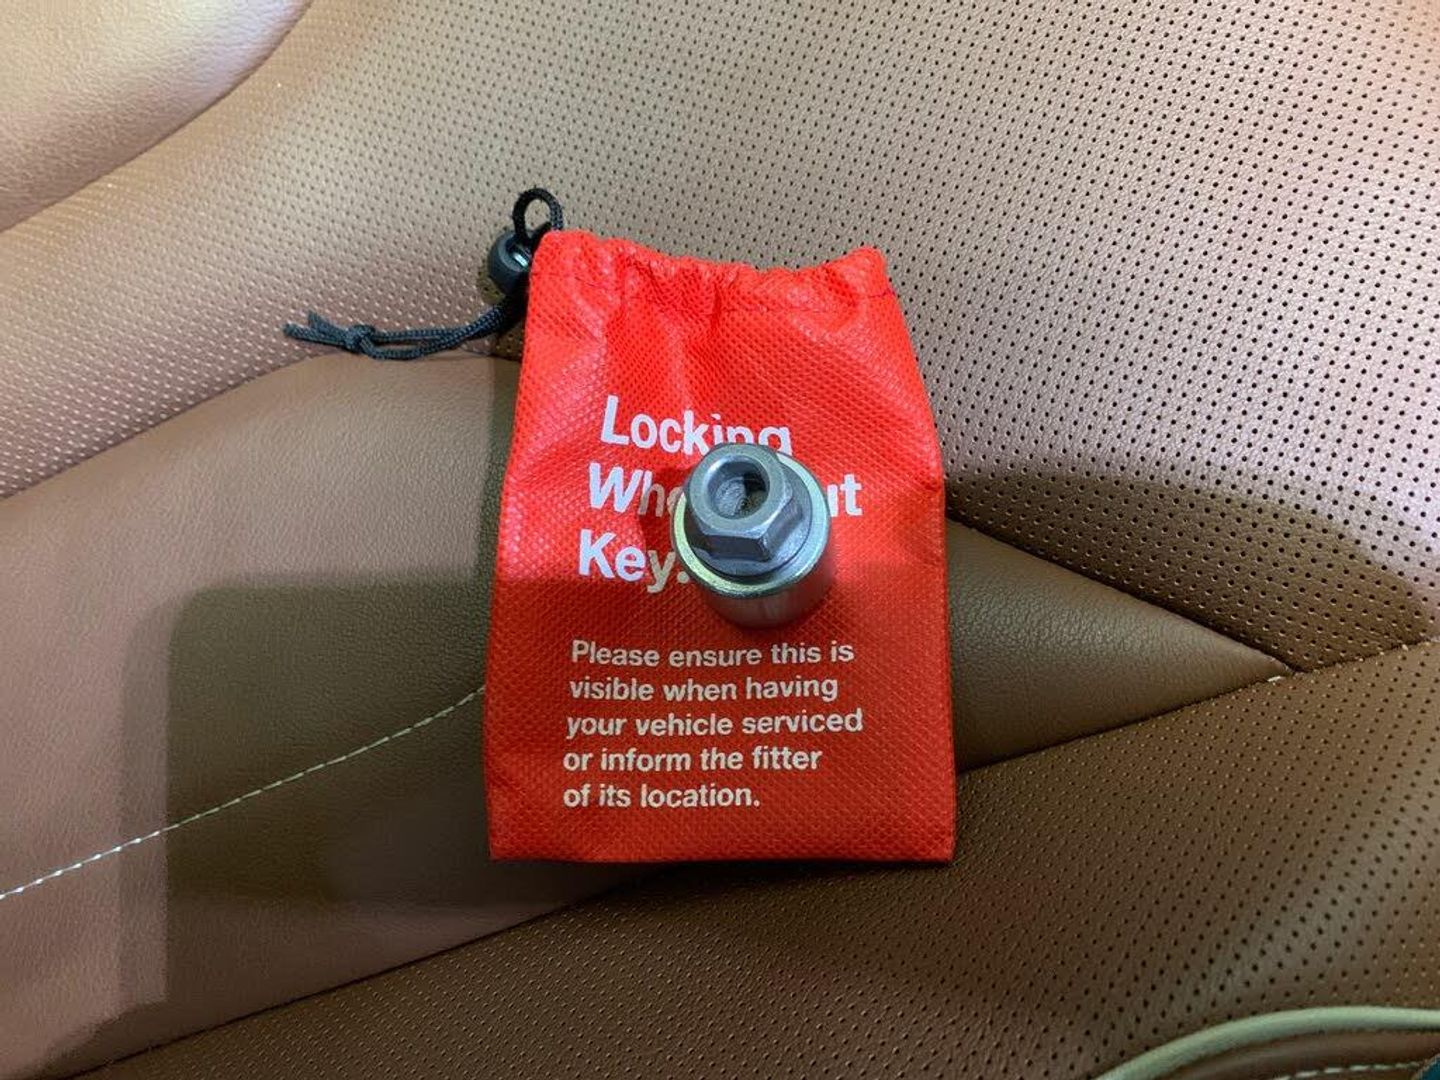 Locking
Key.
Please ensure this is
visible when having
your vehicle serviced
or inform the fitter
of its location.